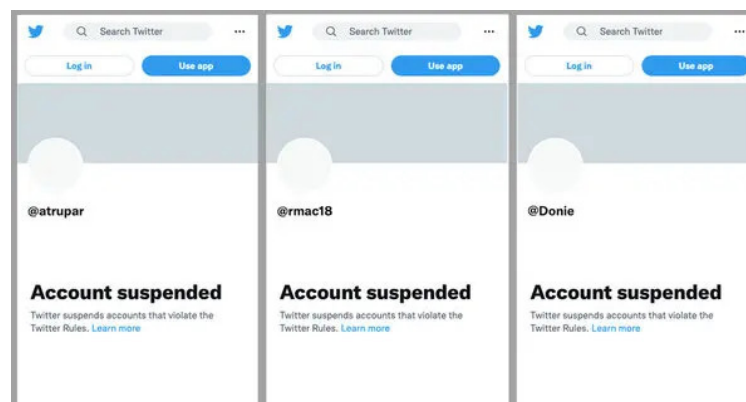 Search Twitter ...
Log in Use app
@atrupar
Account suspended
Twitter suspends accounts that violate the
Twitter Rules. Learn more
Search Twitter ...
Log in Use app
@rmac18
Account suspended
Twitter suspends accounts that violate the
Twitter Rules. Learn more
Search Twitter ...
Log in Use app
@Donie
Account suspended
Twitter suspends accounts that violate the
Twitter Rules. Learn more